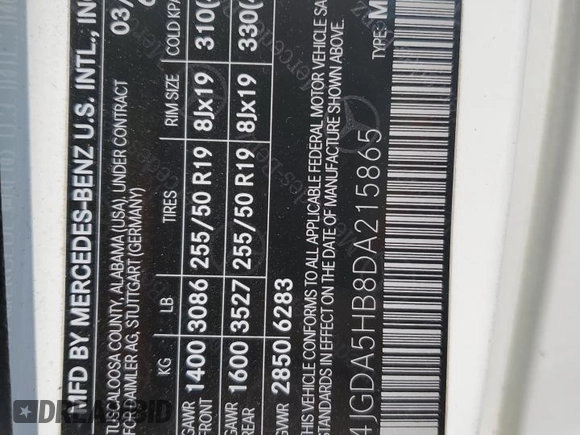 MFD BY MERCEDES-BENZ U.S. INTL., INC
TUSCALOOSA COUNTY, ALABAMA (USA), UNDER CONTRACT
FOR DAIMLER AG, STUTTGART (GERMANY)
03/
KG LB TIRES RIM SIZE COLD KPA
GAWR FRONT 1400 3086 255/50 R19 8Jx19 310(
GAWR REAR 1600 3527 255/50 R19 8Jx19 330(
GVWR 2850 6283
THIS VEHICLE CONFORMS TO ALL APPLICABLE FEDERAL MOTOR VEHICLE SA
IN EFFECT ON THE DATE OF MANUFACTURE SHOWN ABOVE.
4JGDA5HB8DA215865 TYPE: M
DREAMBID.COM